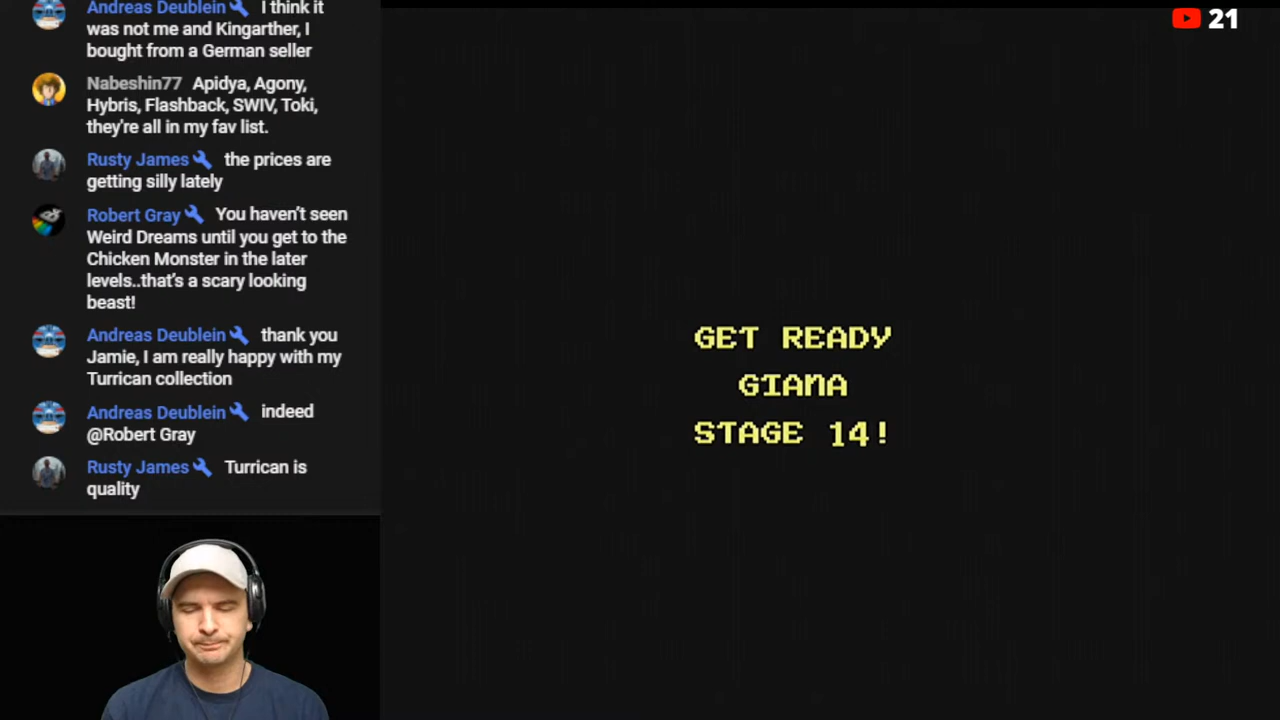 Andreas Deublein I think it
was not me and Kingarther, I
bought from a German seller
Nabeshin77 Apidya, Agony,
Hybris, Flashback, SWIV, Toki,
they're all in my fav list.
Rusty James the prices are
getting silly lately
Robert Gray You haven't seen
Weird Dreams until you get to the
Chicken Monster in the later
levels..that's a scary looking
beast!
Andreas Deublein thank you
Jamie, I am really happy with my
Turrican collection
Andreas Deublein indeed
@Robert Gray
Rusty James Turrican is
quality
21
GET READY
GIANA
STAGE 14!